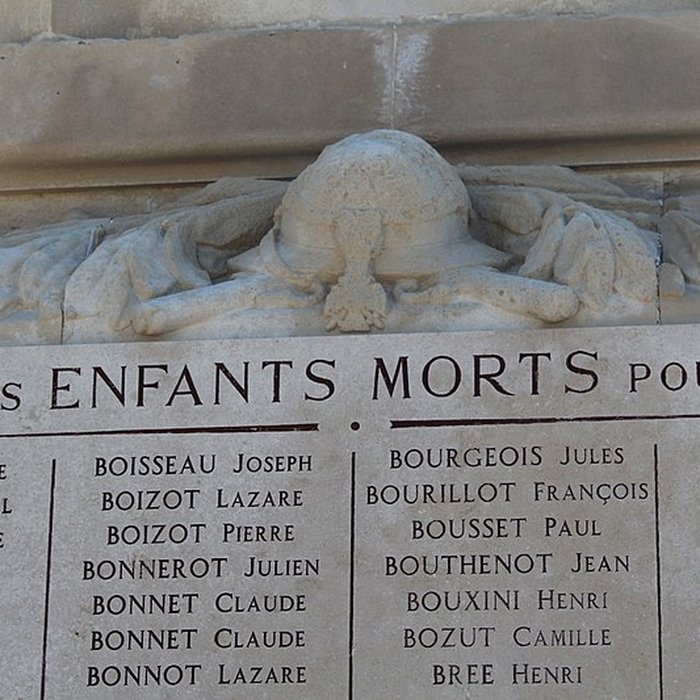 S ENFANTS MORTS POU
BOISSEAU JOSEPH
BOIZOT LAZARE
BOIZOT PIERRE
BONNEROT JULIEN
BONNET CLAUDE
BONNET CLAUDE
BONNOT LAZARE
BOURGEOIS JULES
BOURILLOT FRANÇOIS
BOUSSET PAUL
BOUTHENOT JEAN
BOUXINI HENRI
BOZUT CAMILLE
BREE HENRI